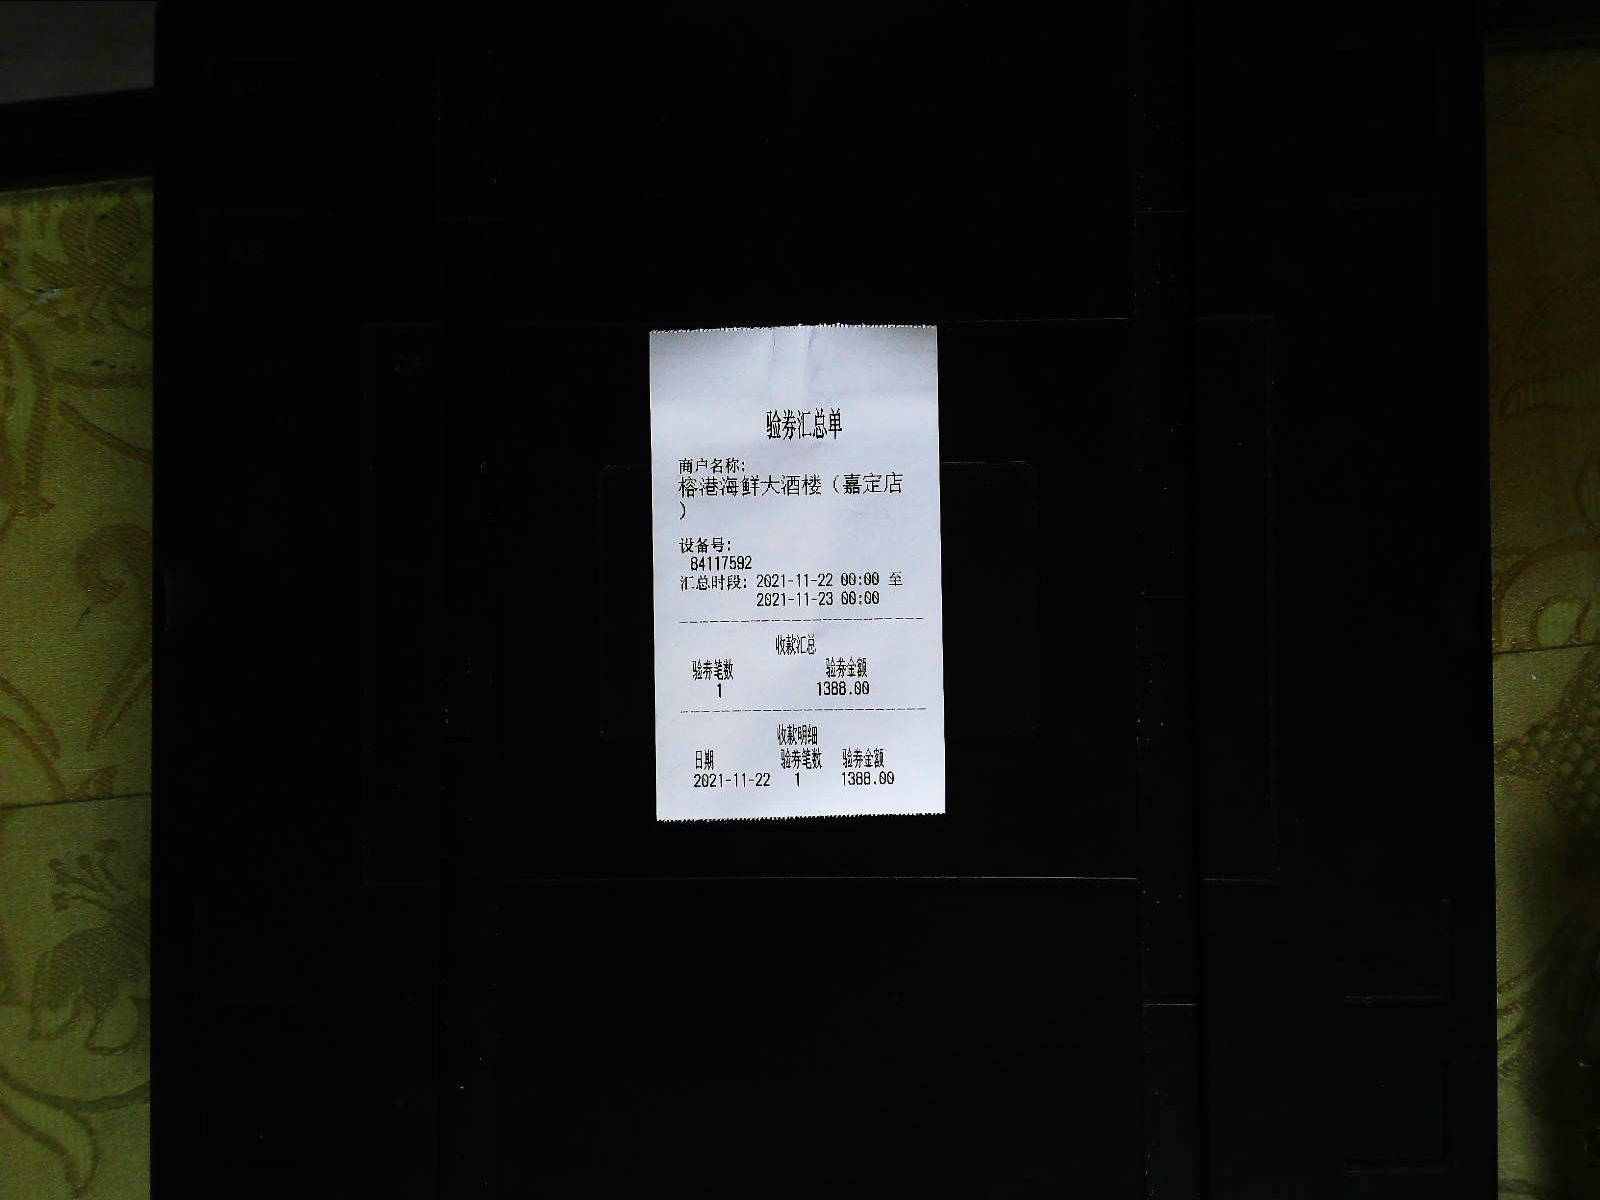 验券汇总单
商户名称:
榕港海鲜大酒楼（嘉定店
）
设备号:
84117592
汇总时段: 2021-11-22 00:00 至
2021-11-23 00:00
收款汇总
验券笔数 验券金额
1 1388.00
收款明细
日期 验券笔数 验券金额
2021-11-22 1 1388.00